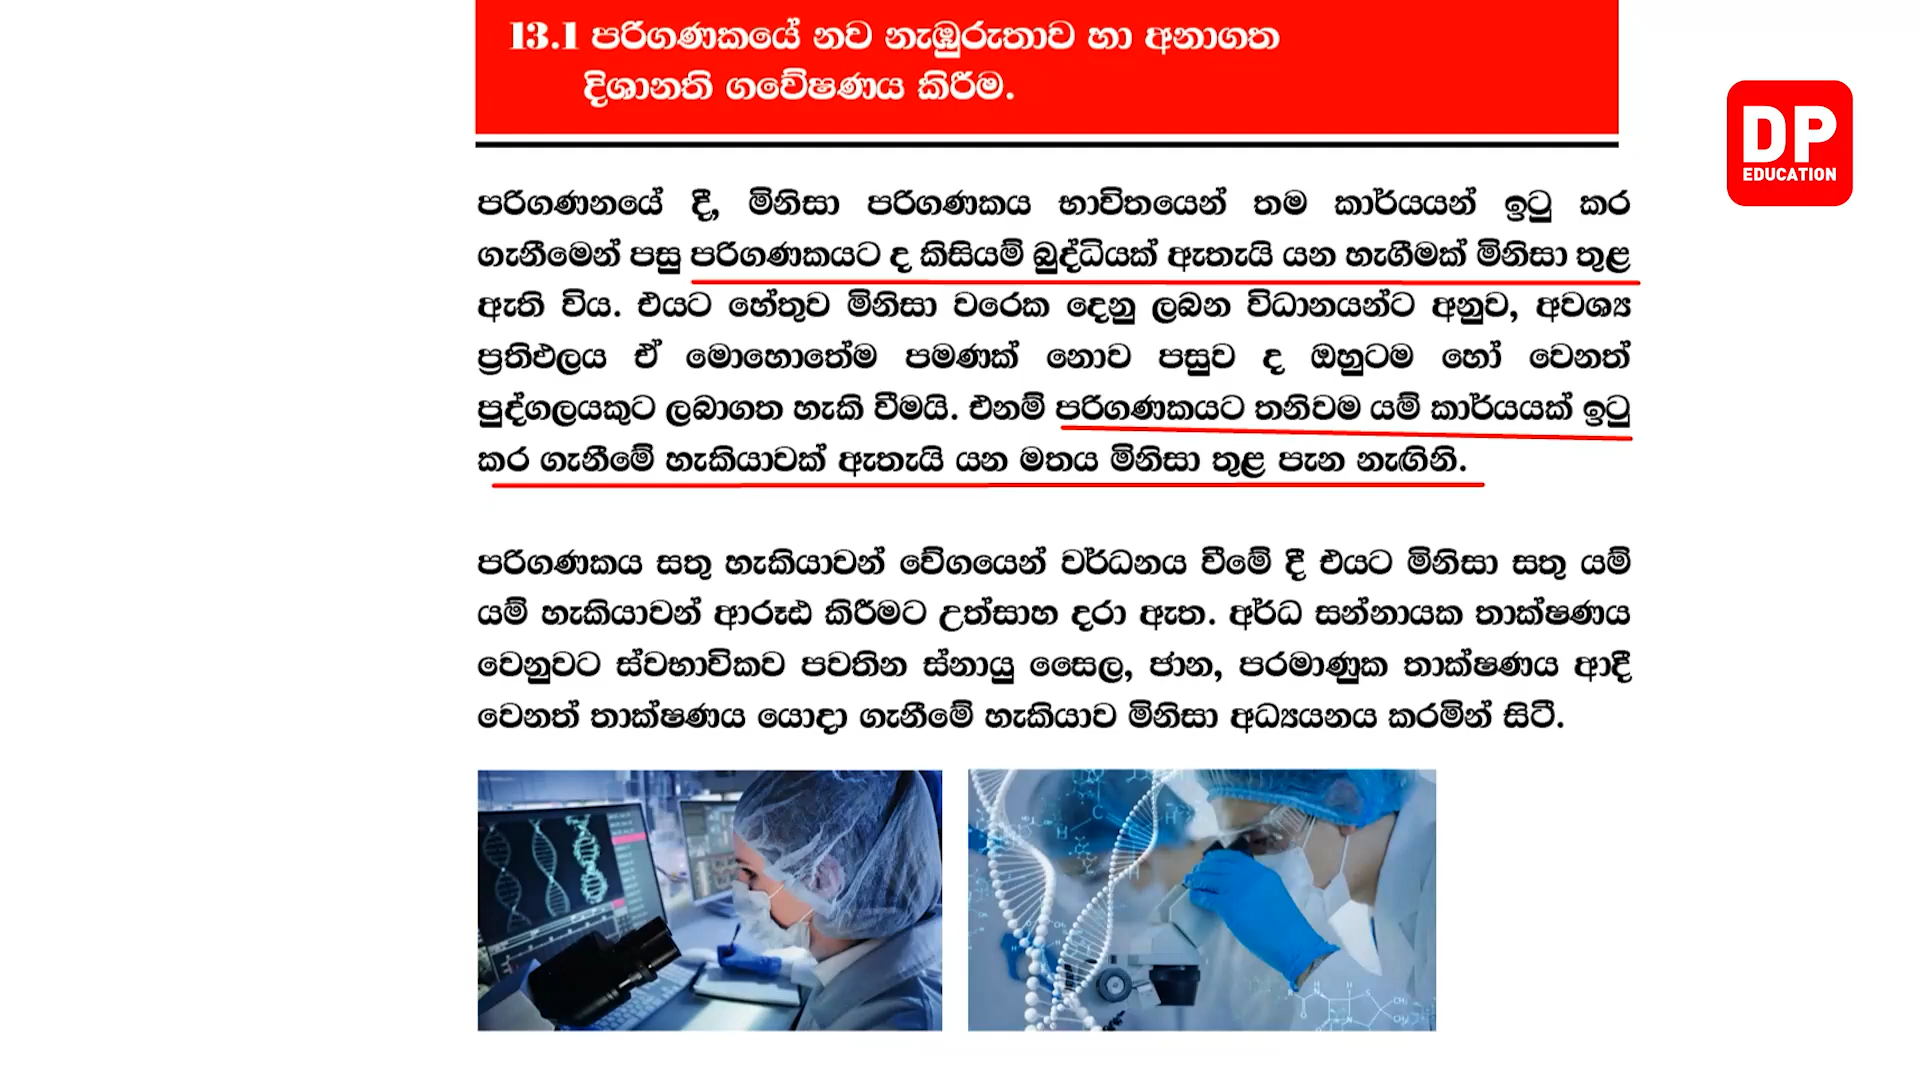 13.1 පරිගණකයේ නව නැඹුරුතාව හා අනාගත
දිශානති ගවේෂණය කිරීම.
DP
EDUCATION
පරිගණනයේ දී, මිනිසා පරිගණකය භාවිතයෙන් තම කාර්යයන් ඉටු කර
ගැනීමෙන් පසු පරිගණකයට ද කිසියම් බුද්ධියක් ඇතැයි යන හැගීමක් මිනිසා තුළ
ඇති විය. එයට හේතුව මිනිසා වරෙක දෙනු ලබන විධානයන්ට අනුව, අවශ්‍ය
ප්‍රතිඵලය ඒ මොහොතේම පමණක් නොව පසුව ද ඔහුටම හෝ වෙනත්
පුද්ගලයකුට ලබාගත හැකි වීමයි. එනම් පරිගණකයට තනිවම යම් කාර්යයක් ඉටු
කර ගැනීමේ හැකියාවක් ඇතැයි යන මතය මිනිසා තුළ පැන නැඟිනි.
පරිගණකය සතු හැකියාවන් වේගයෙන් වර්ධනය වීමේ දී එයට මිනිසා සතු යම්
යම් හැකියාවන් ආරූඪ කිරීමට උත්සාහ දරා ඇත. අර්ධ සන්නායක තාක්ෂණය
වෙනුවට ස්වභාවිකව පවතින ස්නායු සෛල, ජාන, පරමාණුක තාක්ෂණය ආදී
වෙනත් තාක්ෂණය යොදා ගැනීමේ හැකියාව මිනිසා අධ්‍යයනය කරමින් සිටී.